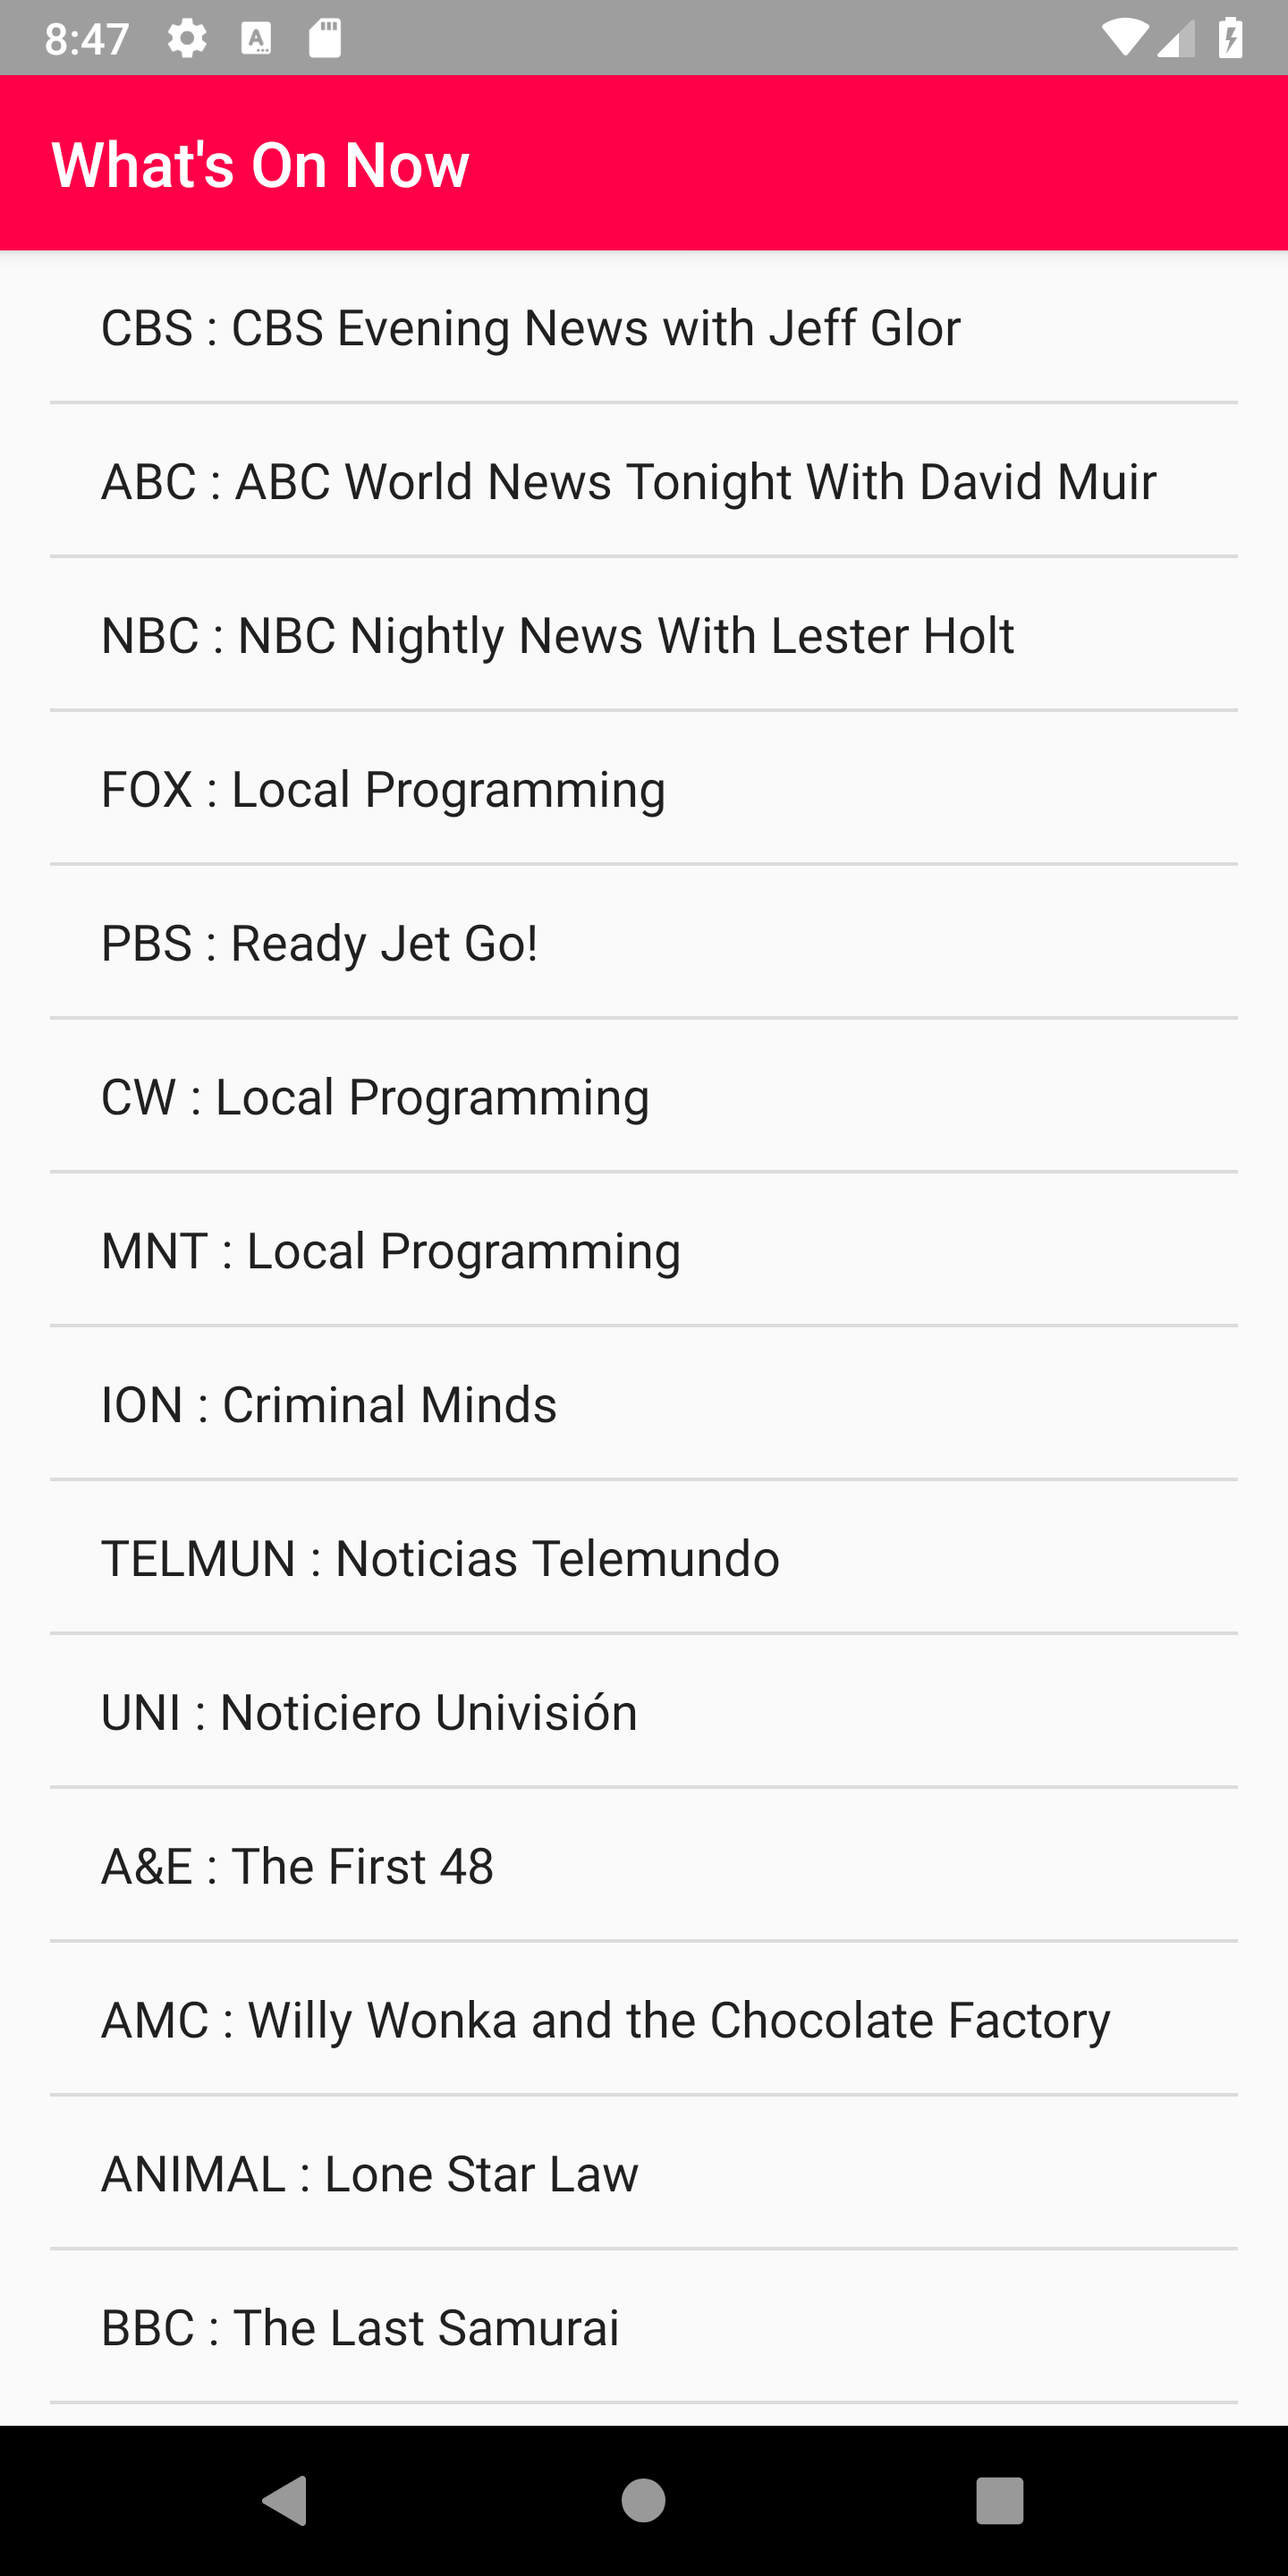 8:47
What's On Now
CBS : CBS Evening News with Jeff Glor
ABC : ABC World News Tonight With David Muir
NBC : NBC Nightly News With Lester Holt
FOX : Local Programming
PBS : Ready Jet Go!
CW : Local Programming
MNT : Local Programming
ION : Criminal Minds
TELMUN : Noticias Telemundo
UNI : Noticiero Univisión
A&E : The First 48
AMC : Willy Wonka and the Chocolate Factory
ANIMAL : Lone Star Law
BBC : The Last Samurai